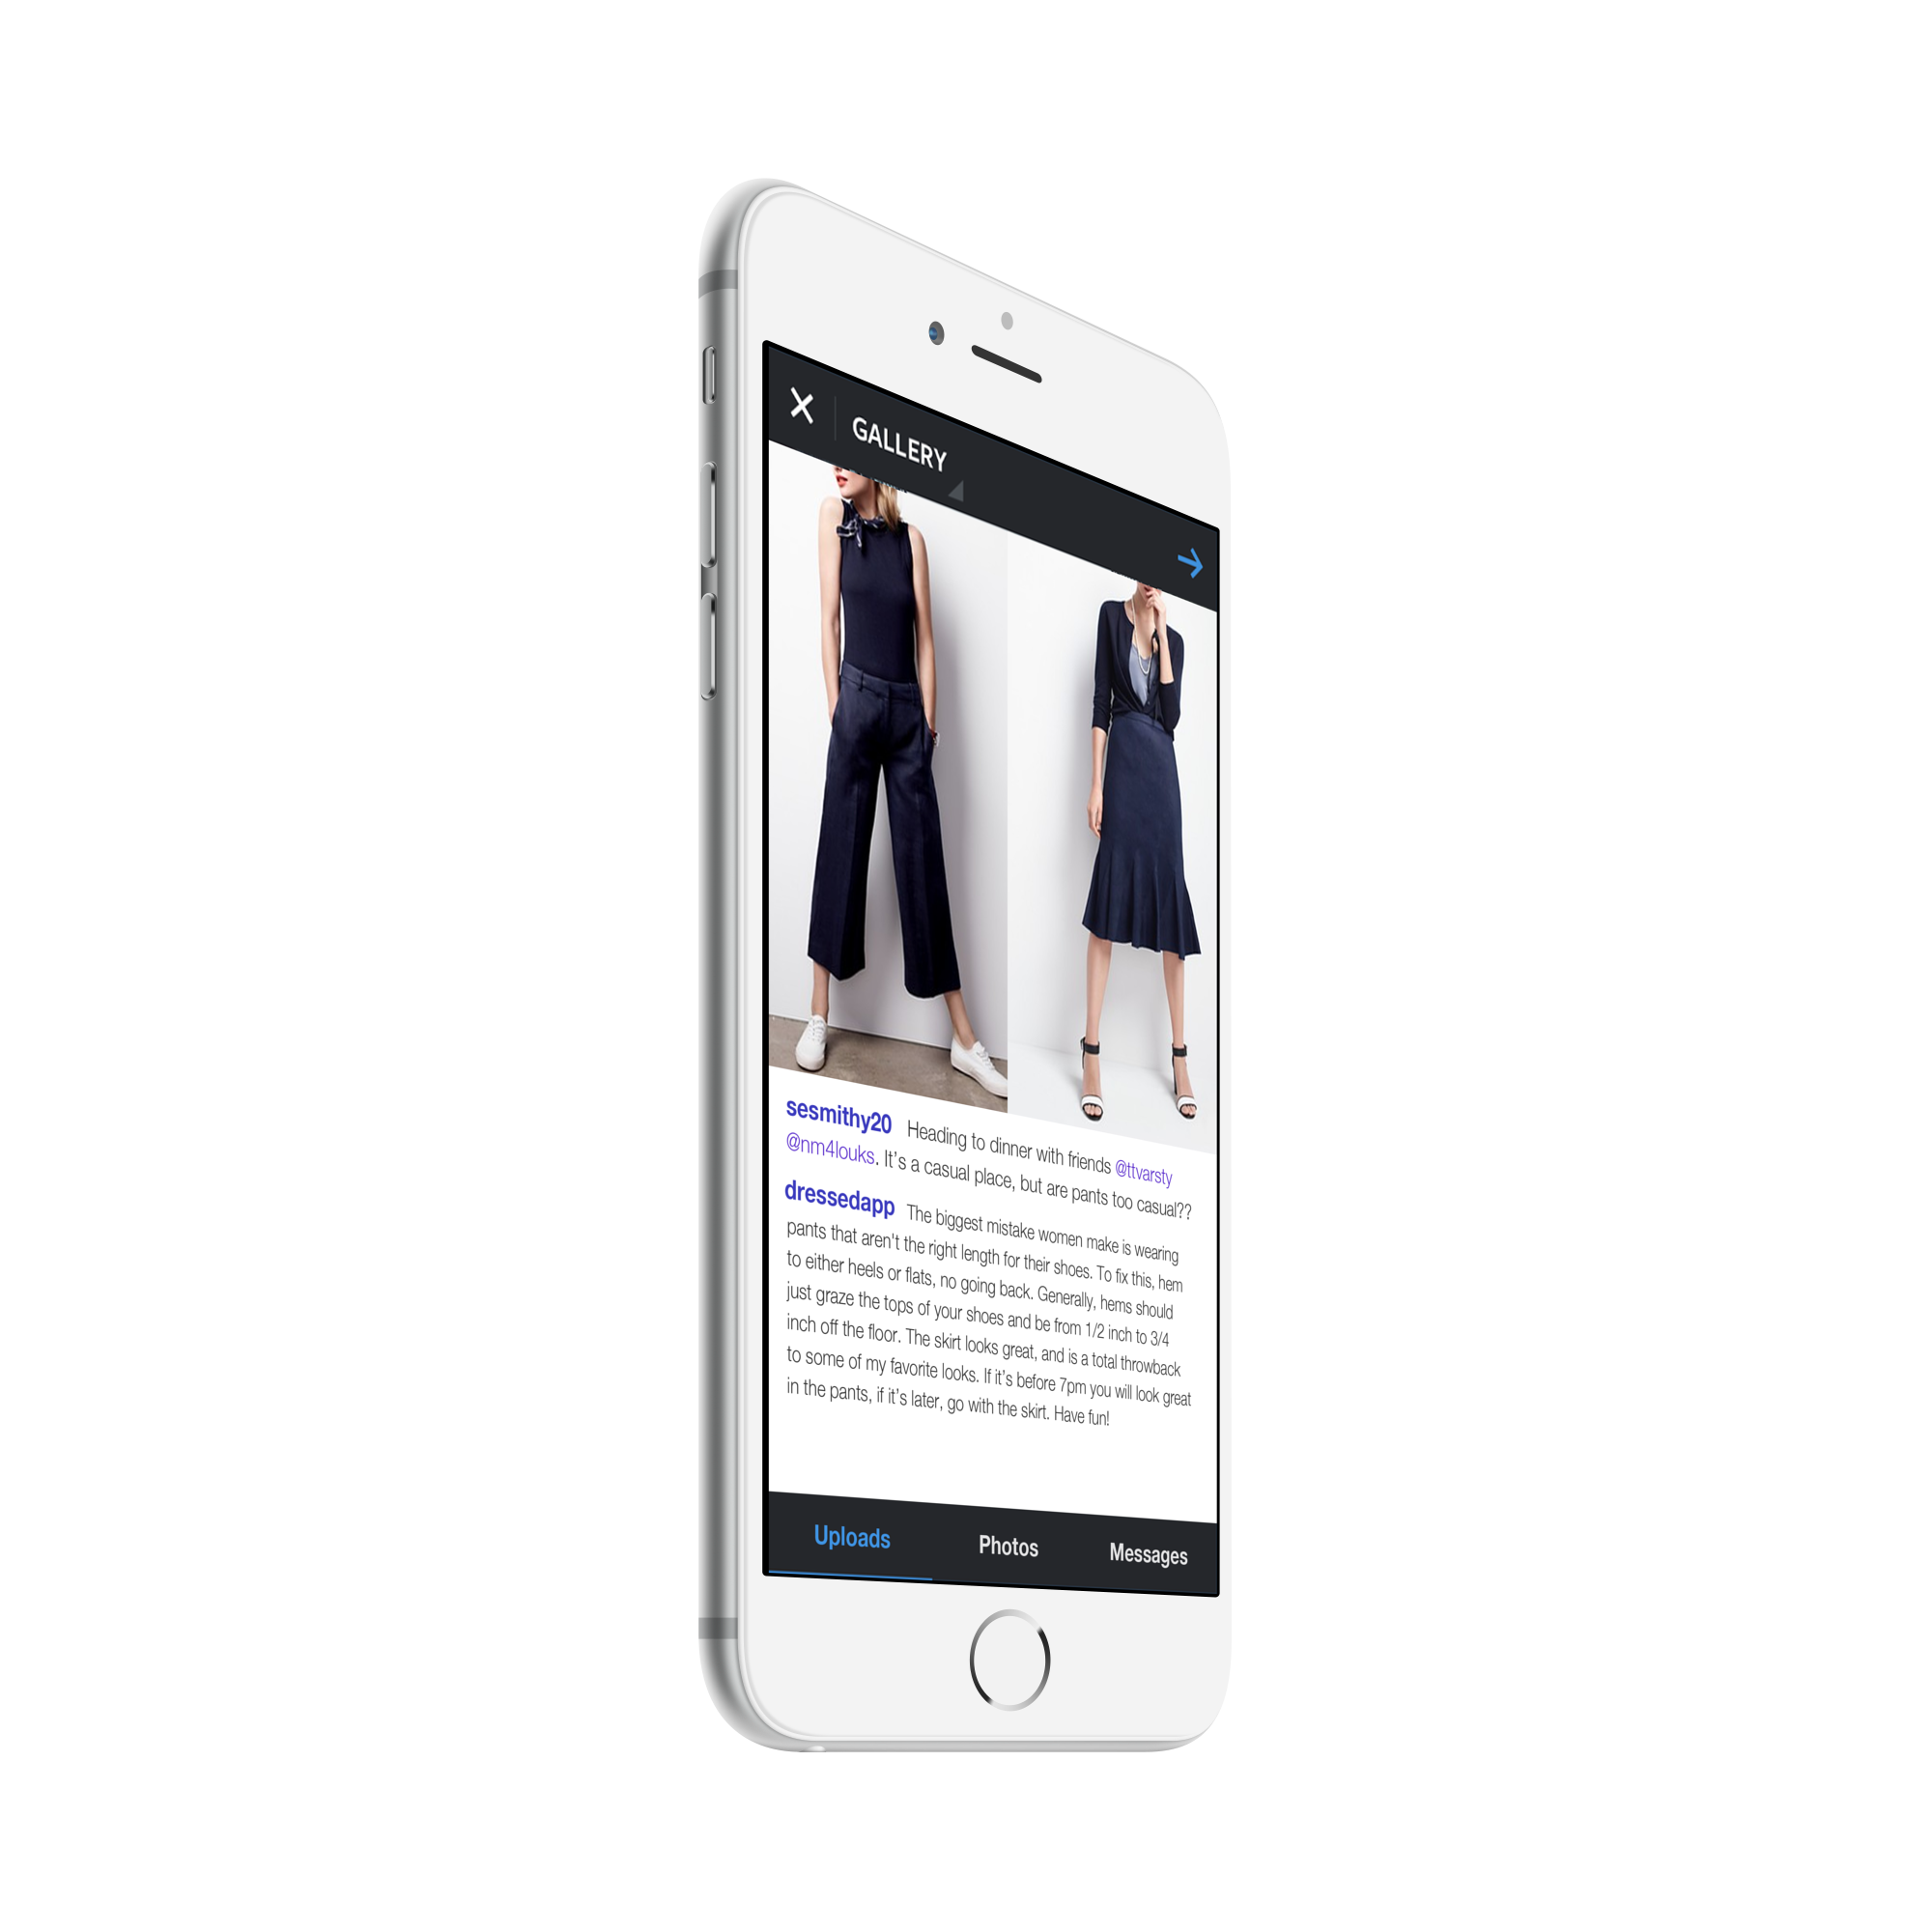 GALLERY
sesmithy20 Heading to dinner with friends @ttvarsty
@nm4louks. It's a casual place, but are pants too casual??
dressedapp The biggest mistake women make is wearing
pants that aren't the right length for their shoes. To fix this, hem
to either heels or flats, no going back. Generally, hems should
just graze the tops of your shoes and be from 1/2 inch to 3/4
inch off the floor. The skirt looks great, and is a total throwback
to some of my favorite looks. If it's before 7pm you will look great
in the pants, if it's later, go with the skirt. Have fun!
Uploads Photos Messages